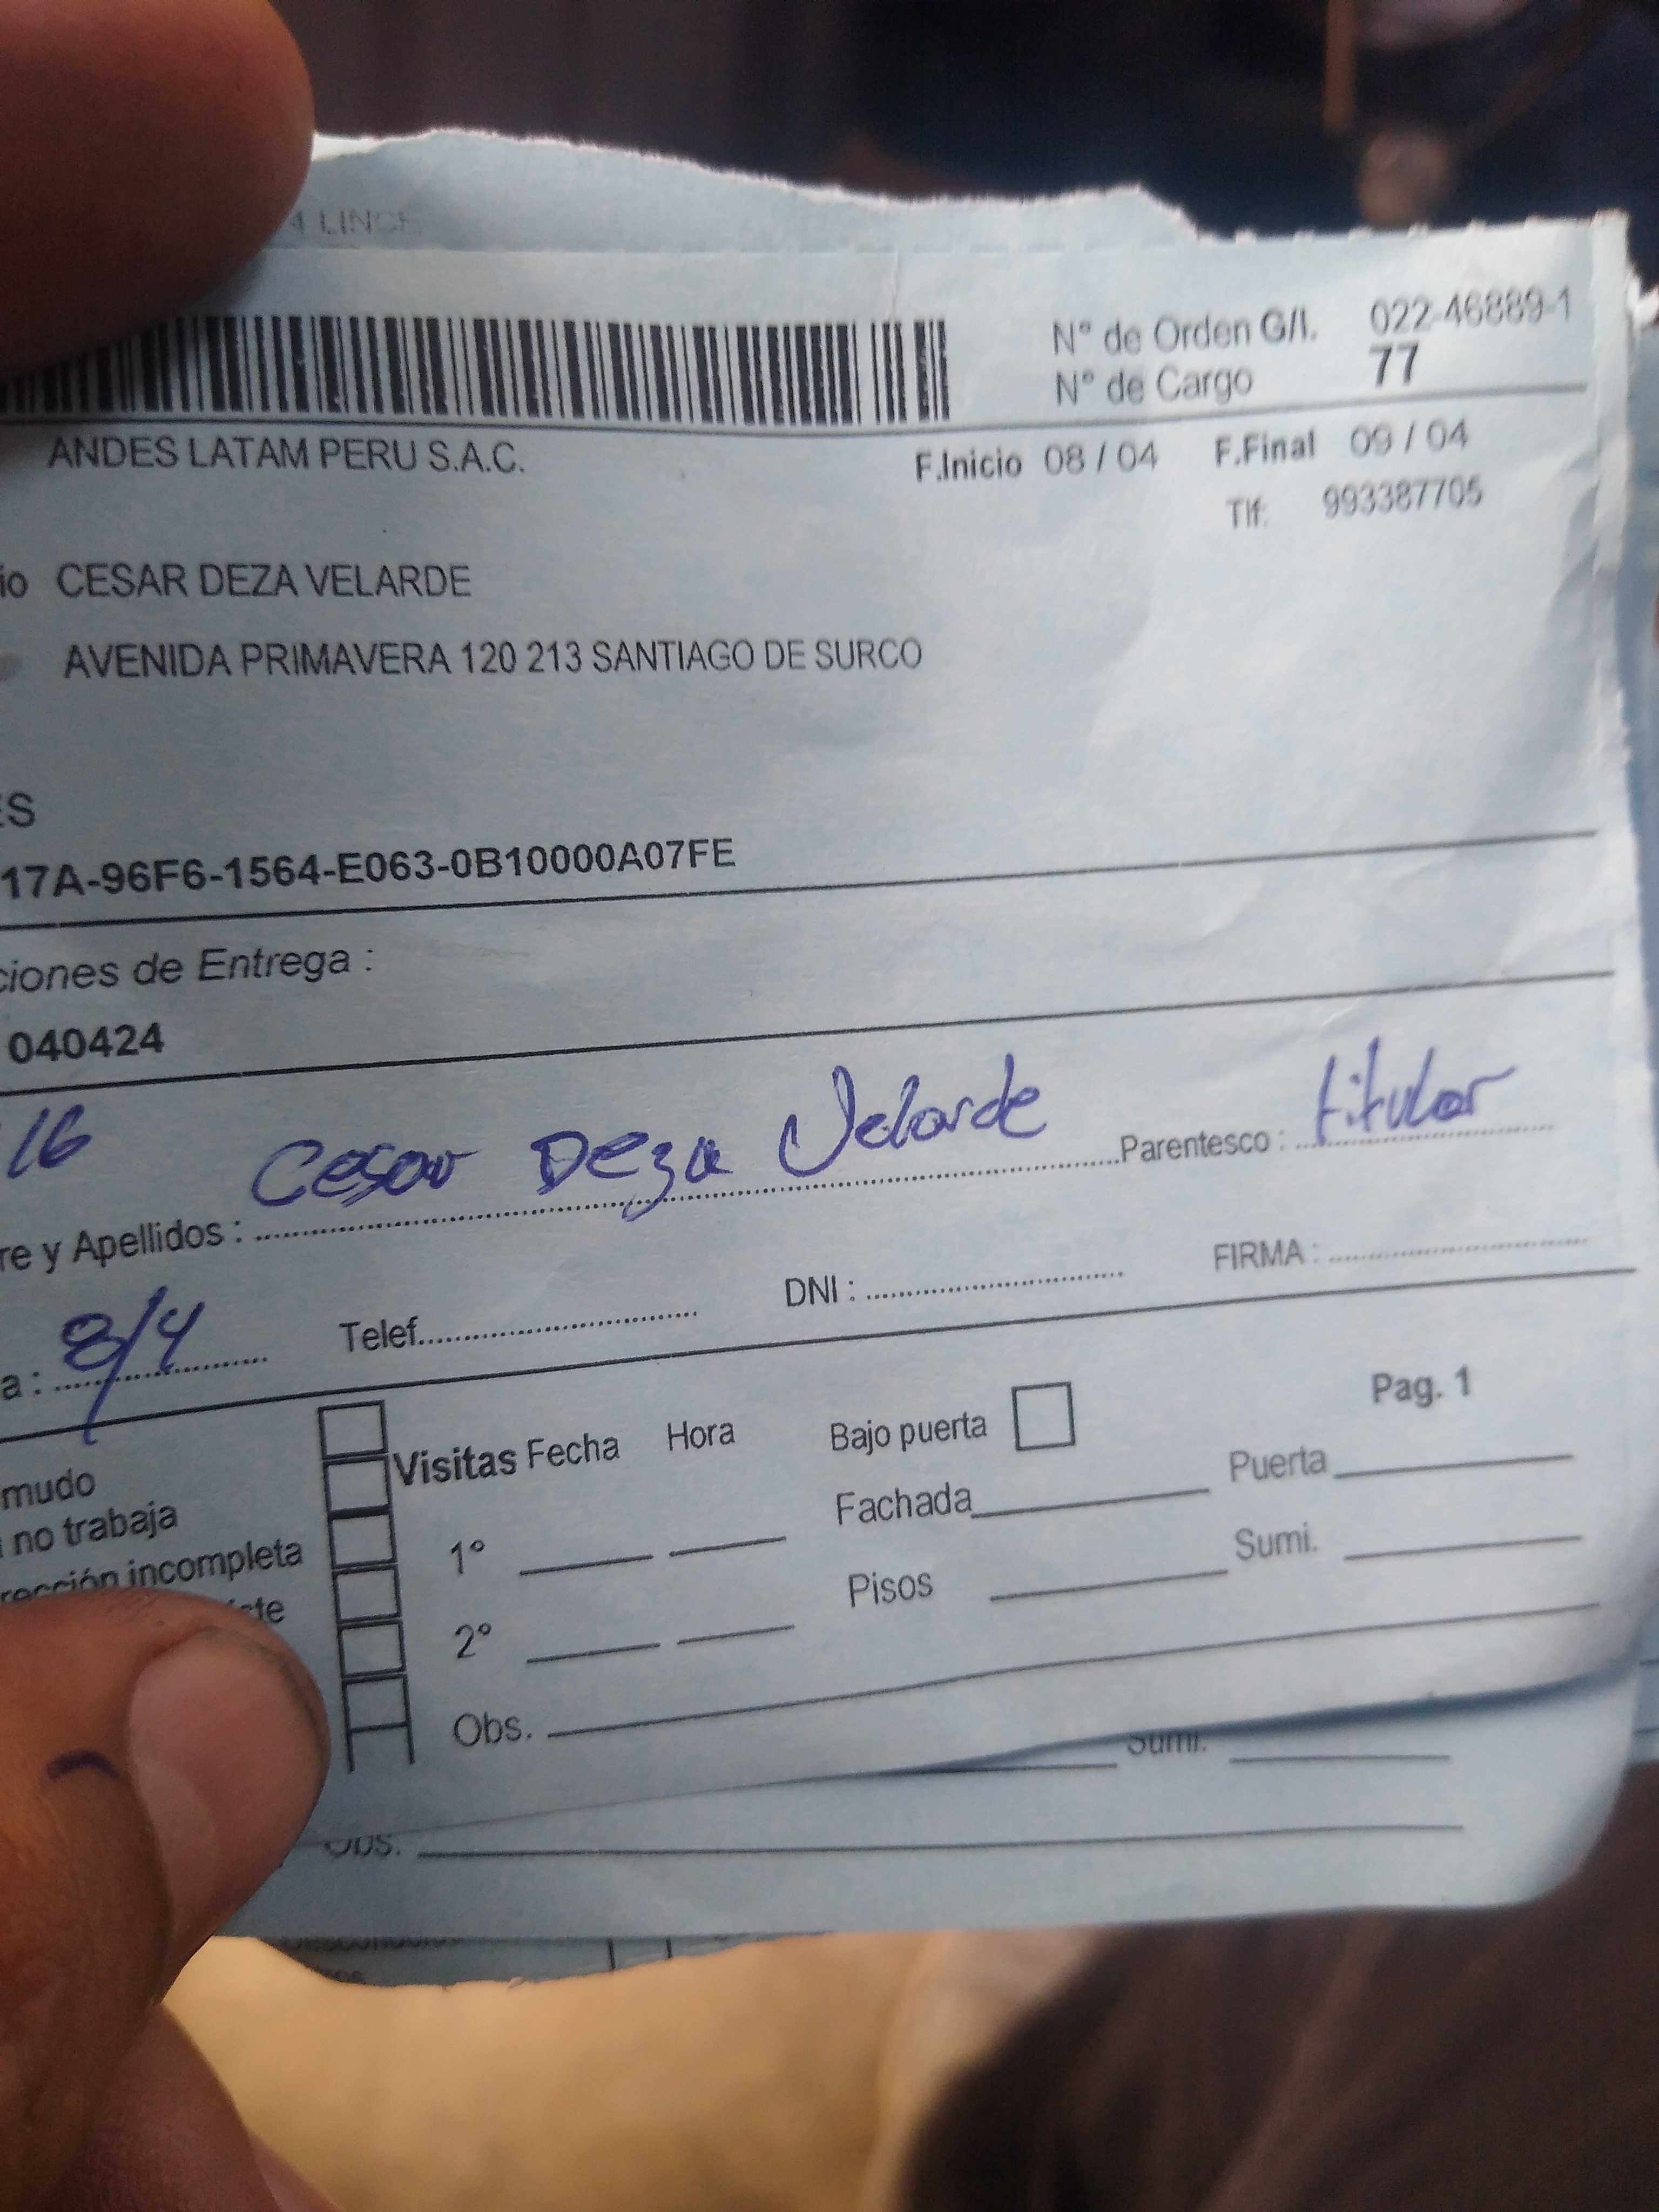 4 LINCE
N° de Orden G/I. 022-46889-1
N° de Cargo 77
ANDES LATAM PERU S.A.C. F.Inicio 08 / 04 F.Final 09 / 04
Tlf: 993387705
io CESAR DEZA VELARDE
AVENIDA PRIMAVERA 120 213 SANTIAGO DE SURCO
ES
17A-96F6-1564-E063-0B10000A07FE
ciones de Entrega :
040424
16 Cesar Deza Velarde Parentesco : titular
re y Apellidos :
a : 8/4 Telef. DNI : FIRMA :
Pag. 1
mudo Visitas Fecha Hora Bajo puerta
no trabaja Fachada Puerta
rección incompleta 1° Pisos Sumi.
ste 2°
Obs.
Sumi.
Obs.